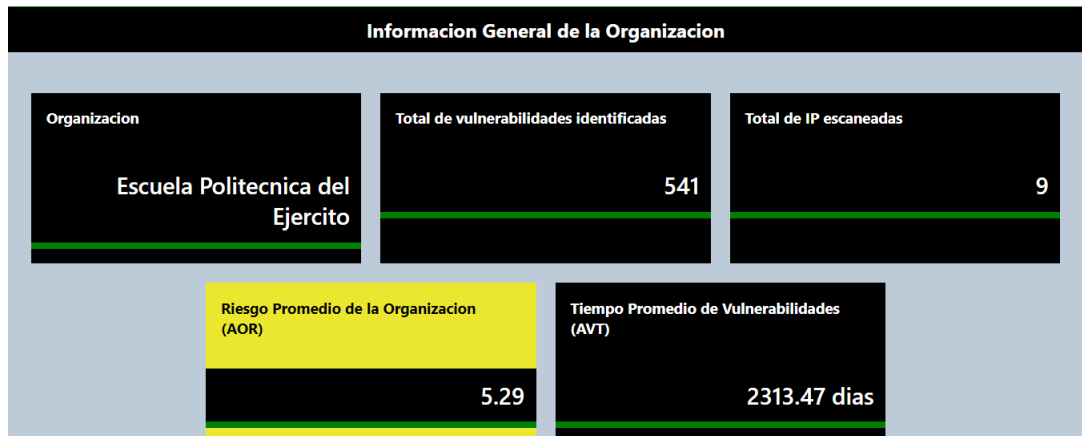 Informacion General de la Organizacion
Organizacion
Escuela Politecnica del
Ejercito
Total de vulnerabilidades identificadas
541
Total de IP escaneadas
9
Riesgo Promedio de la Organizacion
(AOR)
5.29
Tiempo Promedio de Vulnerabilidades
(AVT)
2313.47 dias